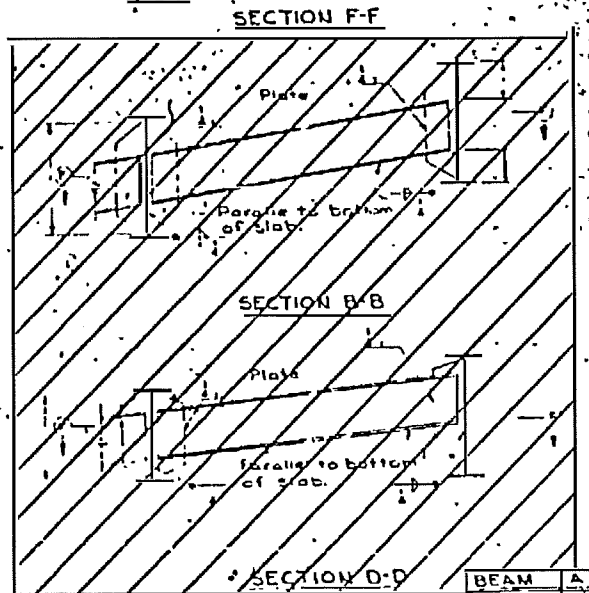 SECTION F-F
Plate
Parallel to bottom
of slab.
SECTION B-B
Plate
Parallel to bottom
of slab.
SECTION D-D
BEAM A